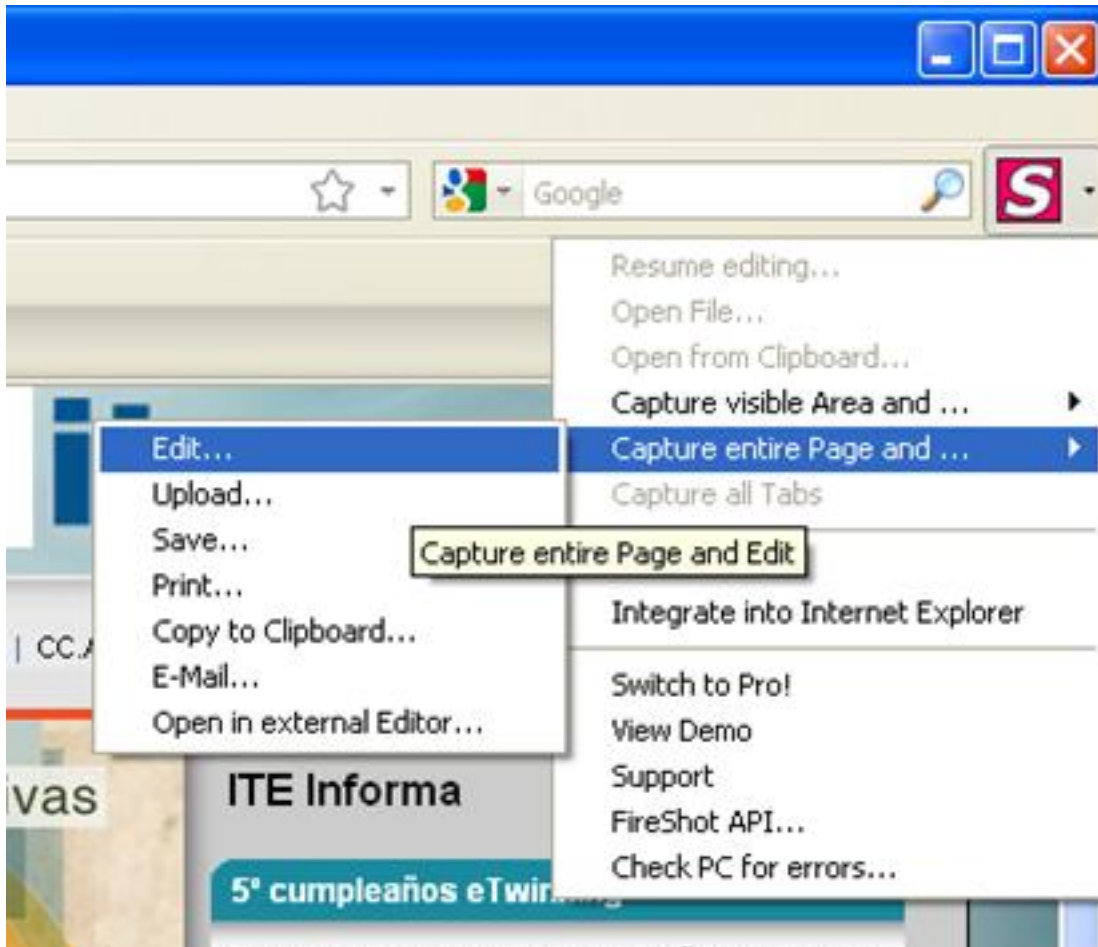 Google
S
Resume editing...
Open File...
Open from Clipboard...
Capture visible Area and ...
Capture entire Page and ...
Capture all Tabs
Integrate into Internet Explorer
Switch to Pro!
View Demo
Support
FireShot API...
Check PC for errors...
Edit...
Upload...
Save...
Print...
Copy to Clipboard...
E-Mail...
Open in external Editor...
Capture entire Page and Edit
| CC.A
ivas
ITE Informa
5º cumpleaños eTwinning